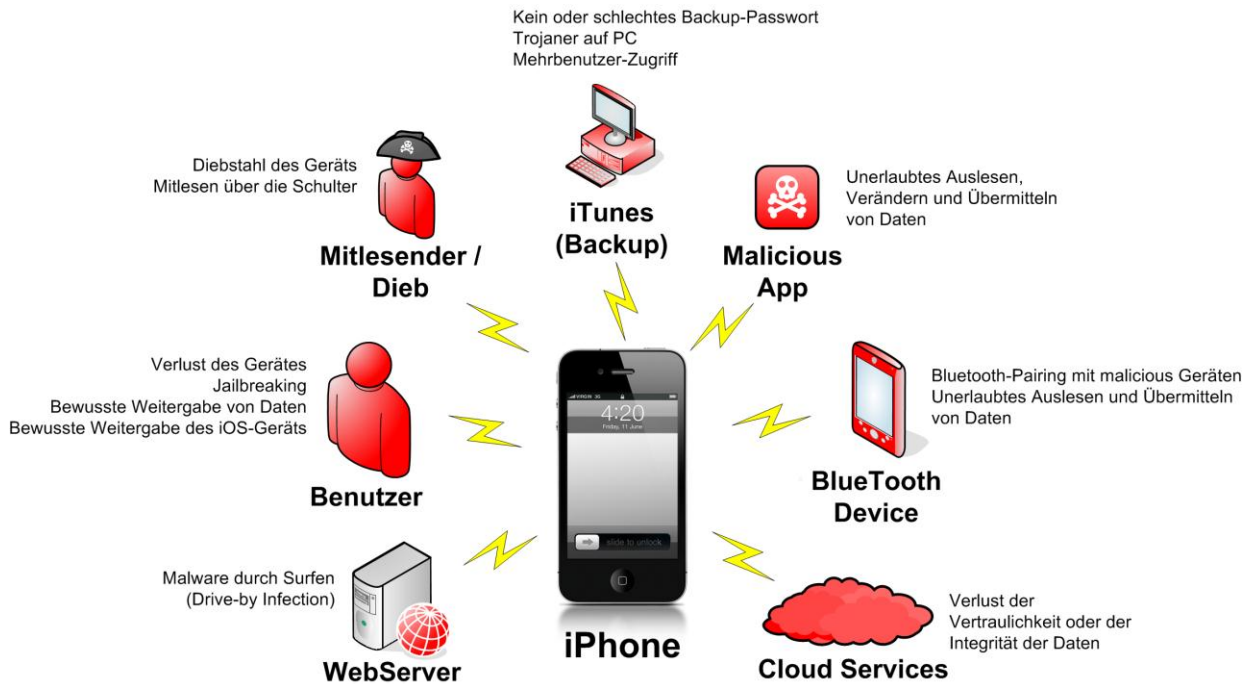 Kein oder schlechtes Backup-Passwort
Trojaner auf PC
Mehrbenutzer-Zugriff
iTunes
(Backup)
Diebstahl des Geräts
Mitlesen über die Schulter
Mitlesender /
Dieb
Unerlaubtes Auslesen,
Verändern und Übermitteln
von Daten
Malicious
App
Verlust des Gerätes
Jailbreaking
Bewusste Weitergabe von Daten
Bewusste Weitergabe des iOS-Geräts
Benutzer
VIRGIN 3G
4:20
Friday, 11 June
slide to unlock
iPhone
Bluetooth-Pairing mit malicious Geräten
Unerlaubtes Auslesen und Übermitteln
von Daten
BlueTooth
Device
Malware durch Surfen
(Drive-by Infection)
WebServer
Verlust der
Vertraulichkeit oder der
Integrität der Daten
Cloud Services